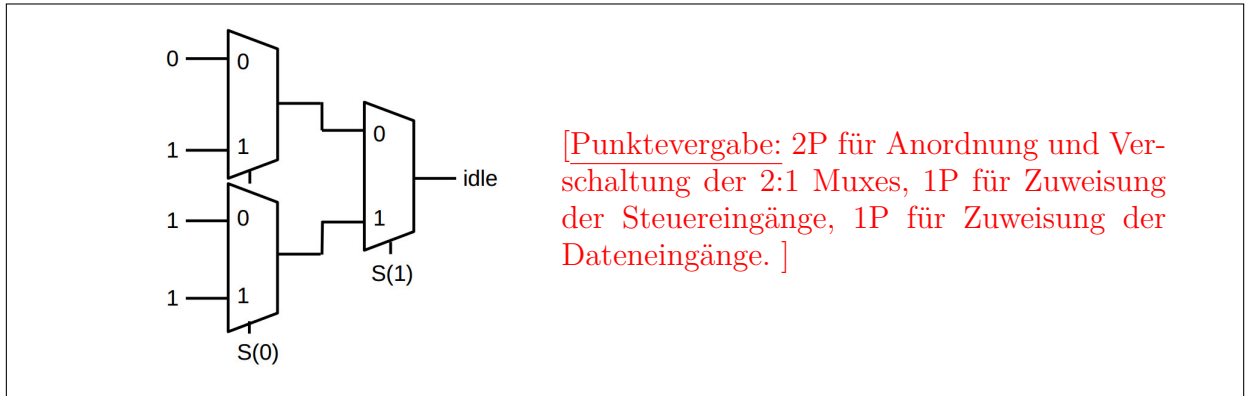 0
0
1
1
0
idle
1
0
1
1
1
1
S(1)
S(0)
[Punktevergabe: 2P für Anordnung und Ver-
schaltung der 2:1 Muxes, 1P für Zuweisung
der Steuereingänge, 1P für Zuweisung der
Dateneingänge. ]